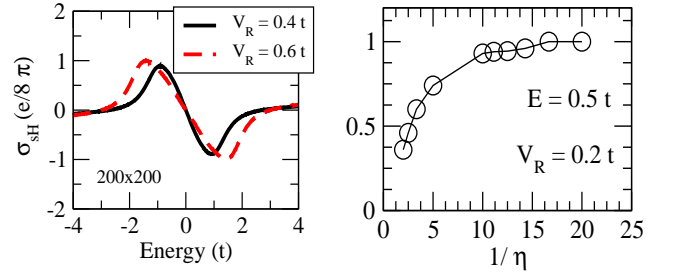 V_R = 0.4 t
V_R = 0.6 t
σ_sH (e/8 π)
2
1
0
-1
-2
200x200
-4 -2 0 2 4
Energy (t)
1
0.5
0
E = 0.5t
V_R = 0.2 t
0 5 10 15 20 25
1/ η